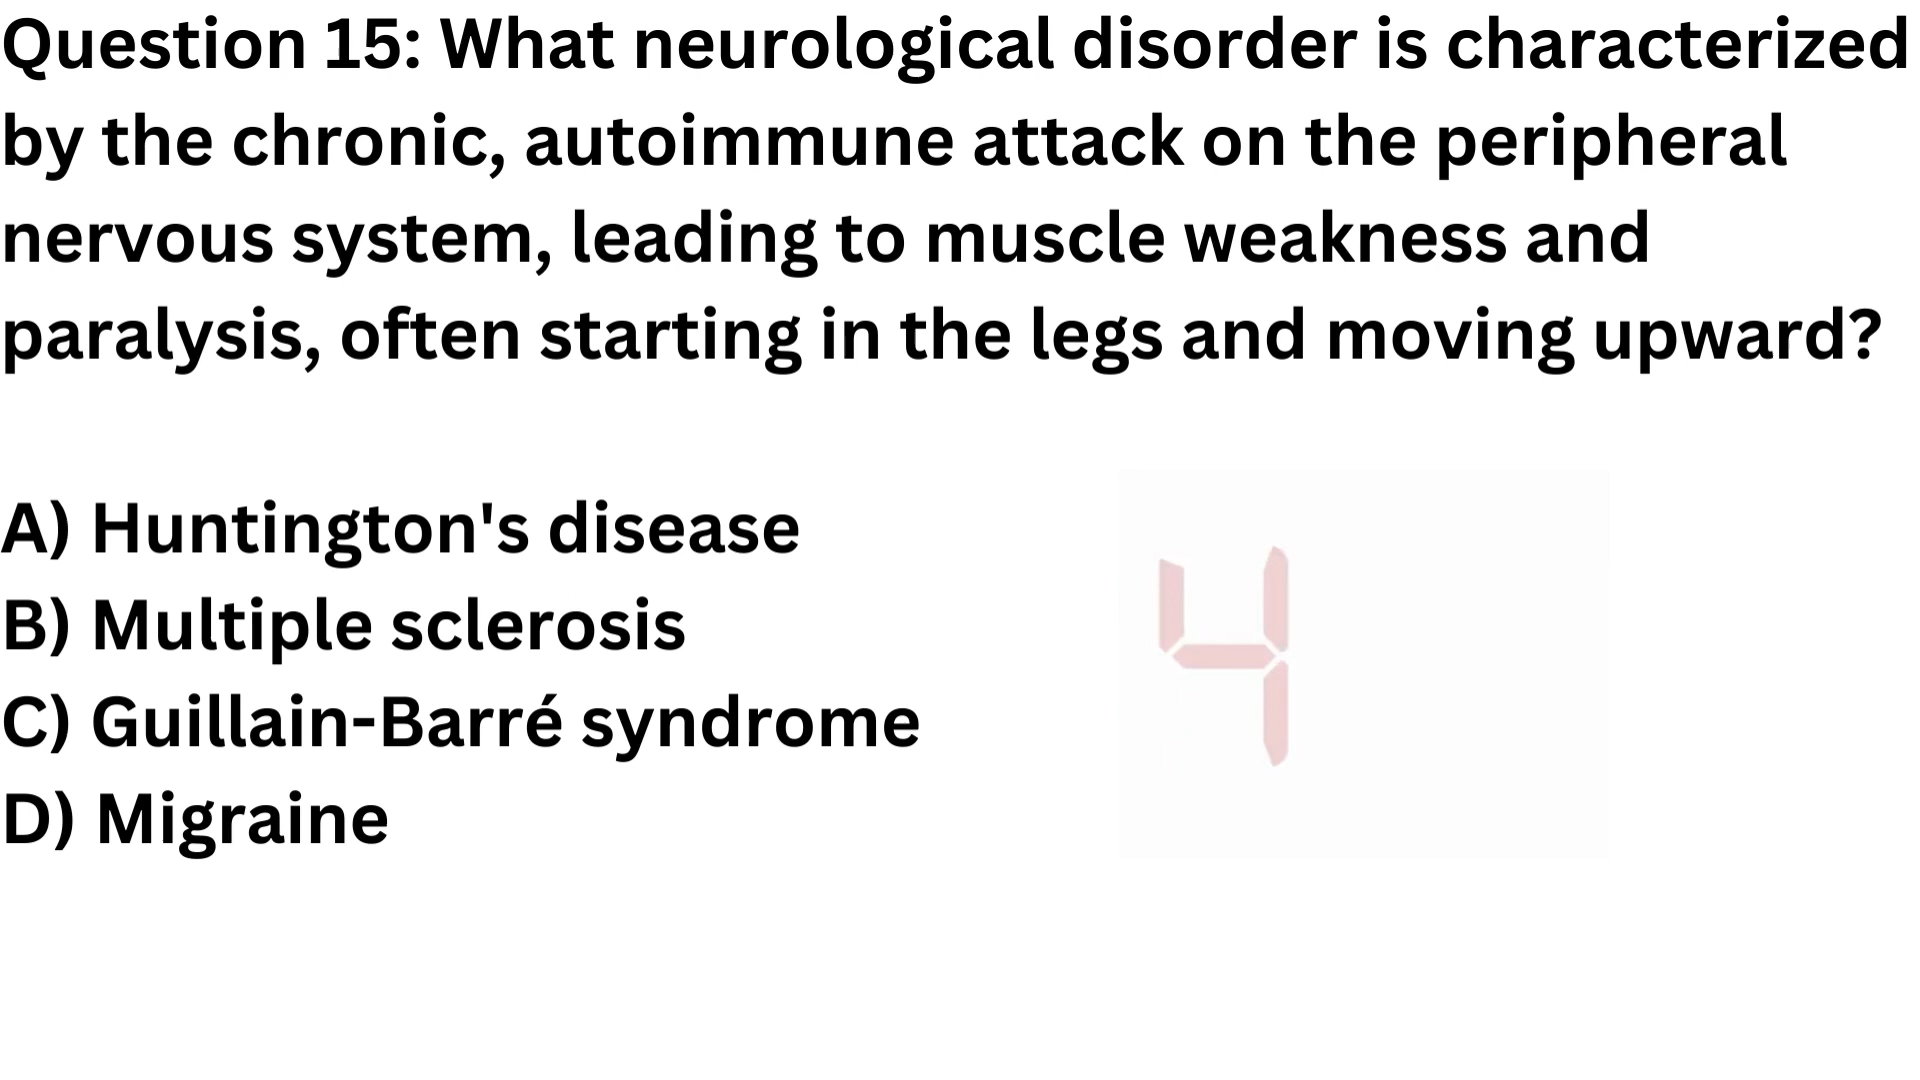 Question 15: What neurological disorder is characterized
by the chronic, autoimmune attack on the peripheral
nervous system, leading to muscle weakness and
paralysis, often starting in the legs and moving upward?
A) Huntington's disease
B) Multiple sclerosis
C) Guillain-Barré syndrome
D) Migraine
4